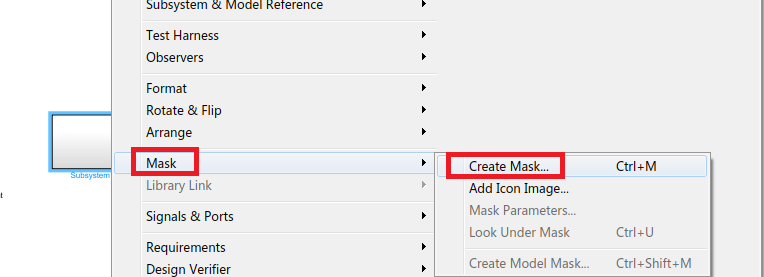 Subsystem & Model Reference
Test Harness
Observers
Format
Rotate & Flip
Arrange
Mask
Create Mask... Ctrl+M
Subsystem
Library Link
Add Icon Image...
t
Mask Parameters...
Signals & Ports
Look Under Mask Ctrl+U
Requirements
Design Verifier
Create Model Mask... Ctrl+Shift+M